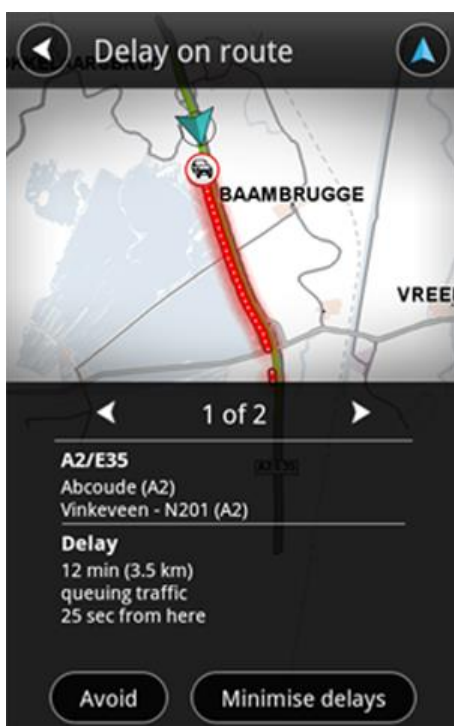 Delay on route
BAAMBRUGGE
VREE
1 of 2
A2/E35
Abcoude (A2)
Vinkeveen - N201 (A2)
Delay
12 min (3.5 km)
queuing traffic
25 sec from here
Avoid
Minimise delays